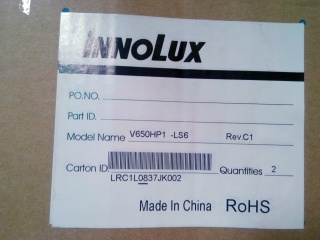 INNOLUX
PO.NO.
Part ID.
Model Name V650HP1 -LS6 Rev.C1
Carton ID Quantities 2
LRC1L0837JK002
Made In China RoHS